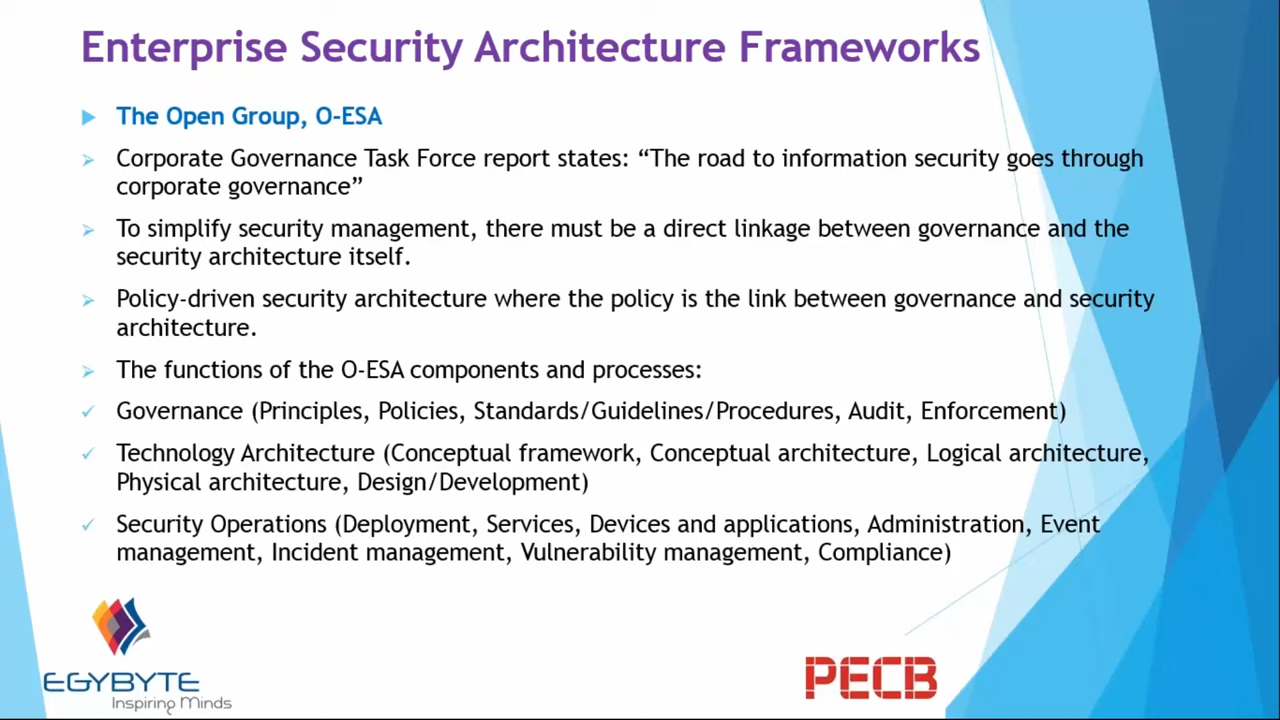 Enterprise Security Architecture Frameworks
The Open Group, O-ESA
Corporate Governance Task Force report states: “The road to information security goes through
corporate governance”
To simplify security management, there must be a direct linkage between governance and the
security architecture itself.
Policy-driven security architecture where the policy is the link between governance and security
architecture.
The functions of the O-ESA components and processes:
Governance (Principles, Policies, Standards/Guidelines/Procedures, Audit, Enforcement)
Technology Architecture (Conceptual framework, Conceptual architecture, Logical architecture,
Physical architecture, Design/Development)
Security Operations (Deployment, Services, Devices and applications, Administration, Event
management, Incident management, Vulnerability management, Compliance)
EGYBYTE
Inspiring Minds
PECB